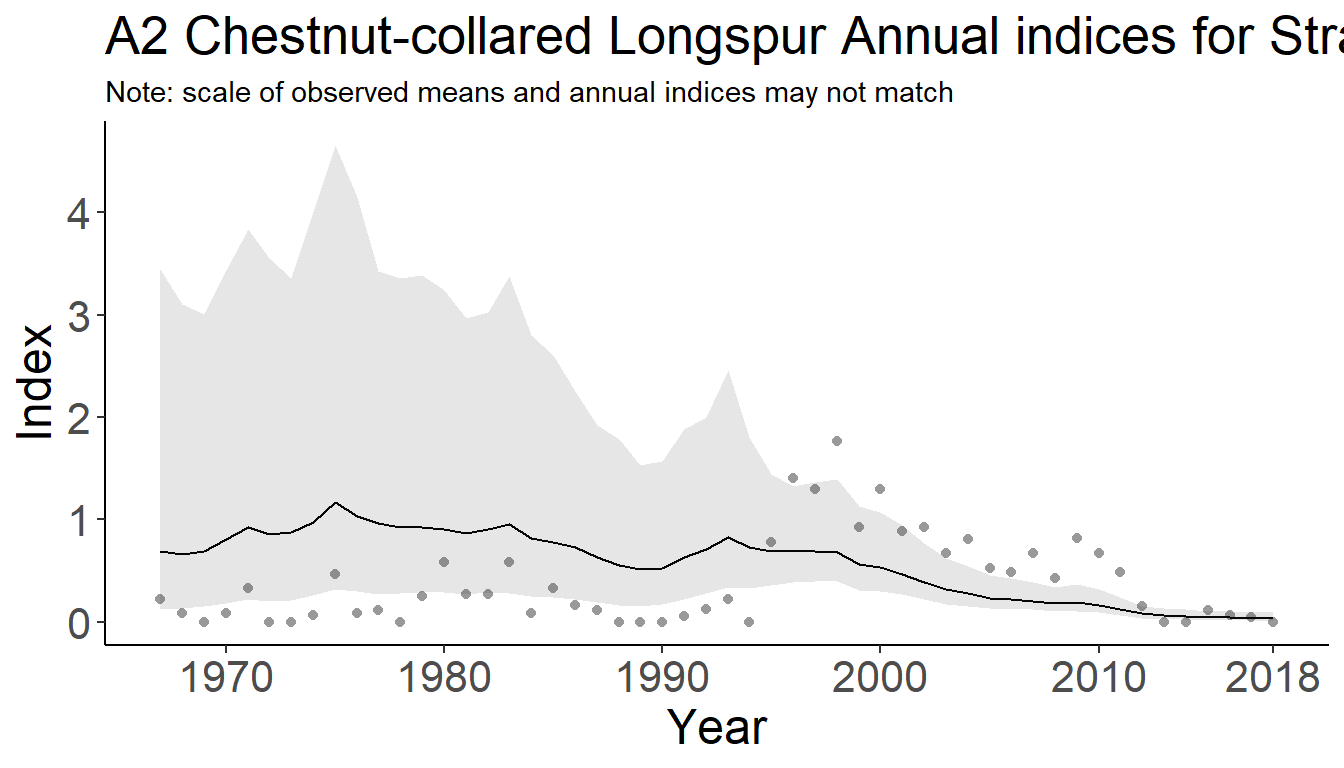 A2 Chestnut-collared Longspur Annual indices for
Note: scale of observed means and annual indices may not match
4
3
2
1
0
Index
1970 1980 1990 2000 2010 2018
Year